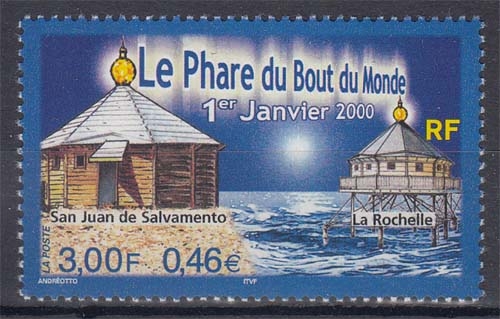 Le Phare du Bout du Monde
1er Janvier 2000
RF
San Juan de Salvamento
La Rochelle
LA POSTE
3,00F 0,46€
ANDRÉOTTO
ITVF